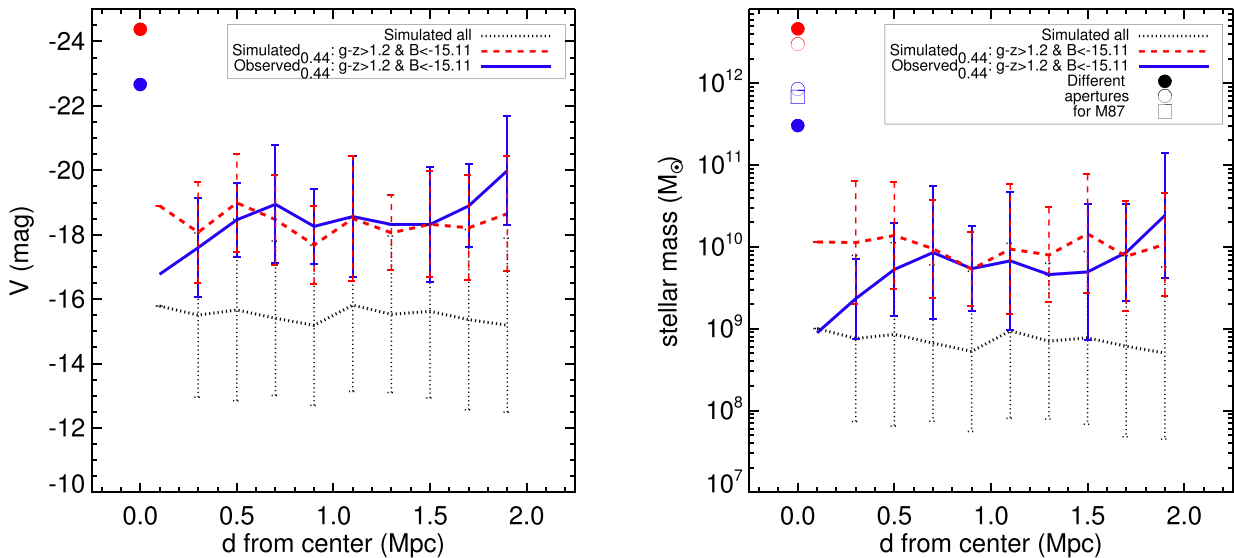 Simulated all
Simulated0.44: g-z>1.2 & B<-15.11
Observed0.44: g-z>1.2 & B<-15.11
-24
-22
-20
-18
-16
-14
-12
-10
V (mag)
0.0 0.5 1.0 1.5 2.0
d from center (Mpc)
Simulated all
Simulated0.44: g-z>1.2 & B<-15.11
Observed0.44: g-z>1.2 & B<-15.11
Different
apertures
for M87
10^12
10^11
10^10
10^9
10^8
10^7
stellar mass (M⊙)
0.0 0.5 1.0 1.5 2.0
d from center (Mpc)